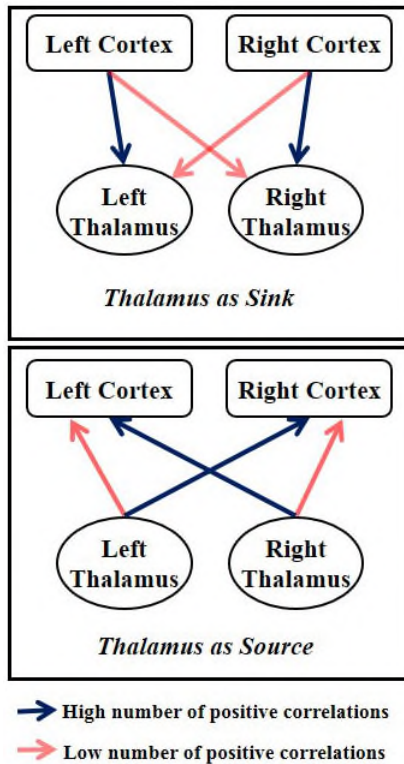 Left Cortex
Right Cortex
Left
Thalamus
Right
Thalamus
Thalamus as Sink
Left Cortex
Right Cortex
Left
Thalamus
Right
Thalamus
Thalamus as Source
High number of positive correlations
Low number of positive correlations